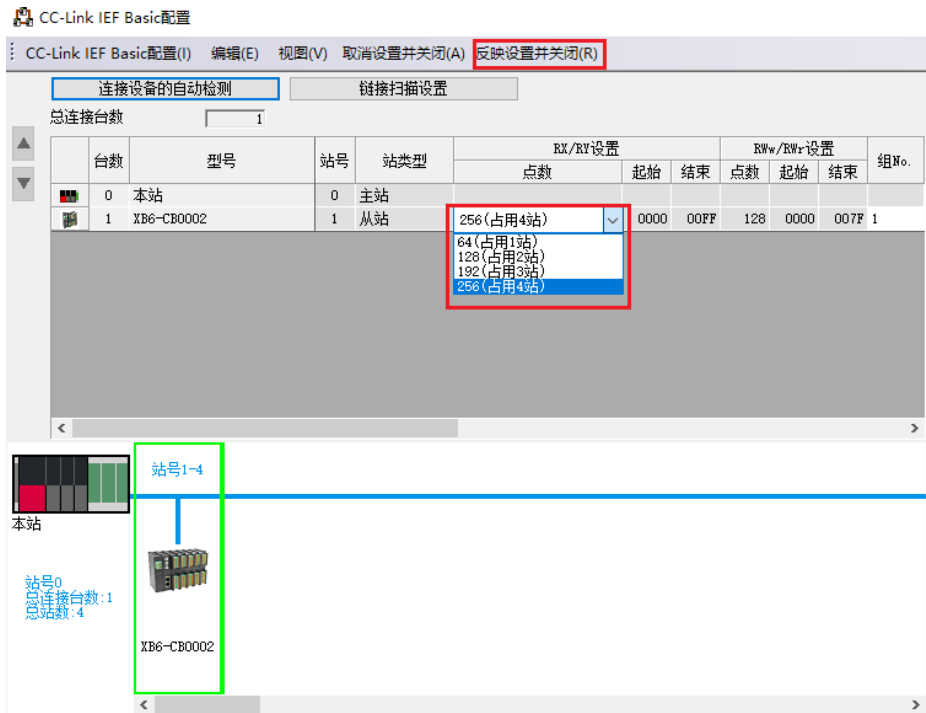 CC-Link IEF Basic配置
CC-Link IEF Basic配置(I) 编辑(E) 视图(V) 取消设置并关闭(A) 反映设置并关闭(R)
连接设备的自动检测 链接扫描设置
总连接台数 1
台数 型号 站号 站类型 RX/RY设置 RWw/RWr设置 组No.
点数 起始 结束 点数 起始 结束
0 本站 0 主站
1 XB6-CB0002 1 从站 256(占用4站) 0000 00FF 128 0000 007F 1
64(占用1站)
128(占用2站)
192(占用3站)
256(占用4站)
站号1-4
本站
站号0
总连接台数:1
总站数:4
XB6-CB0002